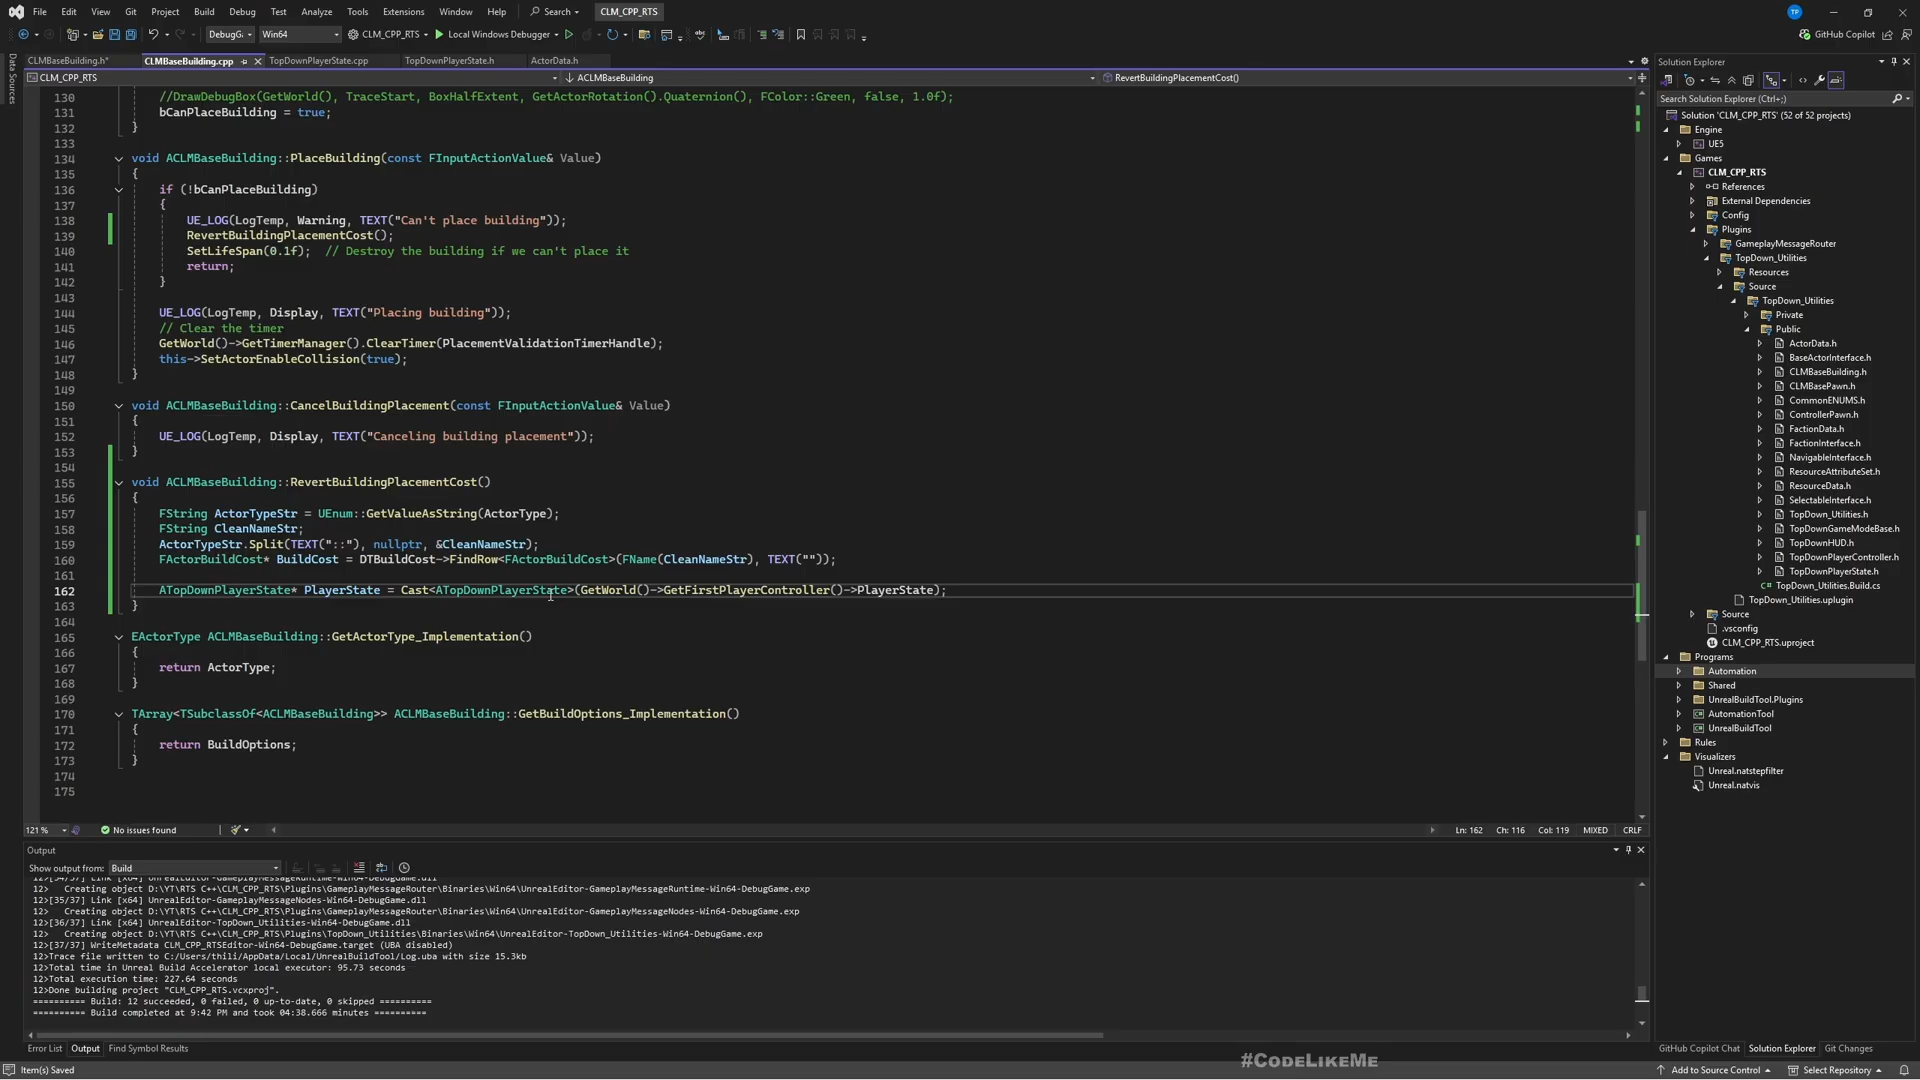 File Edit View Git Project Build Debug Test Analyze Tools Extensions Window Help Search CLM_CPP_RTS TP
DebugGa Win64 CLM_CPP_RTS Local Windows Debugger GitHub Copilot
CLMBaseBuilding.h* CLMBaseBuilding.cpp TopDownPlayerState.cpp TopDownPlayerState.h ActorData.h
CLM_CPP_RTS ACLMBaseBuilding RevertBuildingPlacementCost()
Data Sources
130 //DrawDebugBox(GetWorld(), TraceStart, BoxHalfExtent, GetActorRotation().Quaternion(), FColor::Green, false, 1.0f);
131 bCanPlaceBuilding = true;
132 }
133
134 void ACLMBaseBuilding::PlaceBuilding(const FInputActionValue& Value)
135 {
136 if (!bCanPlaceBuilding)
137 {
138 UE_LOG(LogTemp, Warning, TEXT("Can't place building"));
139 RevertBuildingPlacementCost();
140 SetLifeSpan(0.1f); // Destroy the building if we can't place it
141 return;
142 }
143
144 UE_LOG(LogTemp, Display, TEXT("Placing building"));
145 // Clear the timer
146 GetWorld()->GetTimerManager().ClearTimer(PlacementValidationTimerHandle);
147 this->SetActorEnableCollision(true);
148 }
149
150 void ACLMBaseBuilding::CancelBuildingPlacement(const FInputActionValue& Value)
151 {
152 UE_LOG(LogTemp, Display, TEXT("Canceling building placement"));
153 }
154
155 void ACLMBaseBuilding::RevertBuildingPlacementCost()
156 {
157 FString ActorTypeStr = UEnum::GetValueAsString(ActorType);
158 FString CleanNameStr;
159 ActorTypeStr.Split(TEXT("::"), nullptr, &CleanNameStr);
160 FActorBuildCost* BuildCost = DTBuildCost->FindRow<FActorBuildCost>(FName(CleanNameStr), TEXT(""));
161
162 ATopDownPlayerState* PlayerState = Cast<ATopDownPlayerState>(GetWorld()->GetFirstPlayerController()->PlayerState);
163 }
164
165 EActorType ACLMBaseBuilding::GetActorType_Implementation()
166 {
167 return ActorType;
168 }
169
170 TArray<TSubclassOf<ACLMBaseBuilding>> ACLMBaseBuilding::GetBuildOptions_Implementation()
171 {
172 return BuildOptions;
173 }
174
175
121 % No issues found Ln: 162 Ch: 116 Col: 119 MIXED CRLF
Output
Show output from: Build
12>[34/37] Link [x64] UnrealEditor-GameplayMessageRuntime-Win64-DebugGame.dll
12> Creating object D:\YT\RTS C++\CLM_CPP_RTS\Plugins\GameplayMessageRouter\Binaries\Win64\UnrealEditor-GameplayMessageRuntime-Win64-DebugGame.exp
12>[35/37] Link [x64] UnrealEditor-GameplayMessageNodes-Win64-DebugGame.dll
12> Creating object D:\YT\RTS C++\CLM_CPP_RTS\Plugins\GameplayMessageRouter\Binaries\Win64\UnrealEditor-GameplayMessageNodes-Win64-DebugGame.exp
12>[36/37] Link [x64] UnrealEditor-TopDown_Utilities-Win64-DebugGame.dll
12> Creating object D:\YT\RTS C++\CLM_CPP_RTS\Plugins\TopDown_Utilities\Binaries\Win64\UnrealEditor-TopDown_Utilities-Win64-DebugGame.exp
12>[37/37] WriteMetadata CLM_CPP_RTSEditor-Win64-DebugGame.target (UBA disabled)
12>Trace file written to C:/Users/thili/AppData/Local/UnrealBuildTool/Log.uba with size 15.3kb
12>Total time in Unreal Build Accelerator local executor: 95.73 seconds
12>Total execution time: 227.64 seconds
12>Done building project "CLM_CPP_RTS.vcxproj".
========== Build: 12 succeeded, 0 failed, 0 up-to-date, 0 skipped ==========
========== Build completed at 9:42 PM and took 04:38.666 minutes ==========
Error List Output Find Symbol Results
Item(s) Saved
#CodeLikeMe
Solution Explorer
Search Solution Explorer (Ctrl+;)
Solution 'CLM_CPP_RTS' (52 of 52 projects)
Engine
UE5
Games
CLM_CPP_RTS
References
External Dependencies
Config
Plugins
GameplayMessageRouter
TopDown_Utilities
Resources
Source
TopDown_Utilities
Private
Public
ActorData.h
BaseActorInterface.h
CLMBaseBuilding.h
CLMBasePawn.h
CommonENUMS.h
ControllerPawn.h
FactionData.h
FactionInterface.h
NavigableInterface.h
ResourceAttributeSet.h
ResourceData.h
SelectableInterface.h
TopDown_Utilities.h
TopDownGameModeBase.h
TopDownHUD.h
TopDownPlayerController.h
TopDownPlayerState.h
TopDown_Utilities.Build.cs
TopDown_Utilities.uplugin
Source
.vsconfig
CLM_CPP_RTS.uproject
Programs
Automation
Shared
UnrealBuildTool.Plugins
AutomationTool
UnrealBuildTool
Rules
Visualizers
Unreal.natstepfilter
Unreal.natvis
GitHub Copilot Chat Solution Explorer Git Changes
Add to Source Control Select Repository